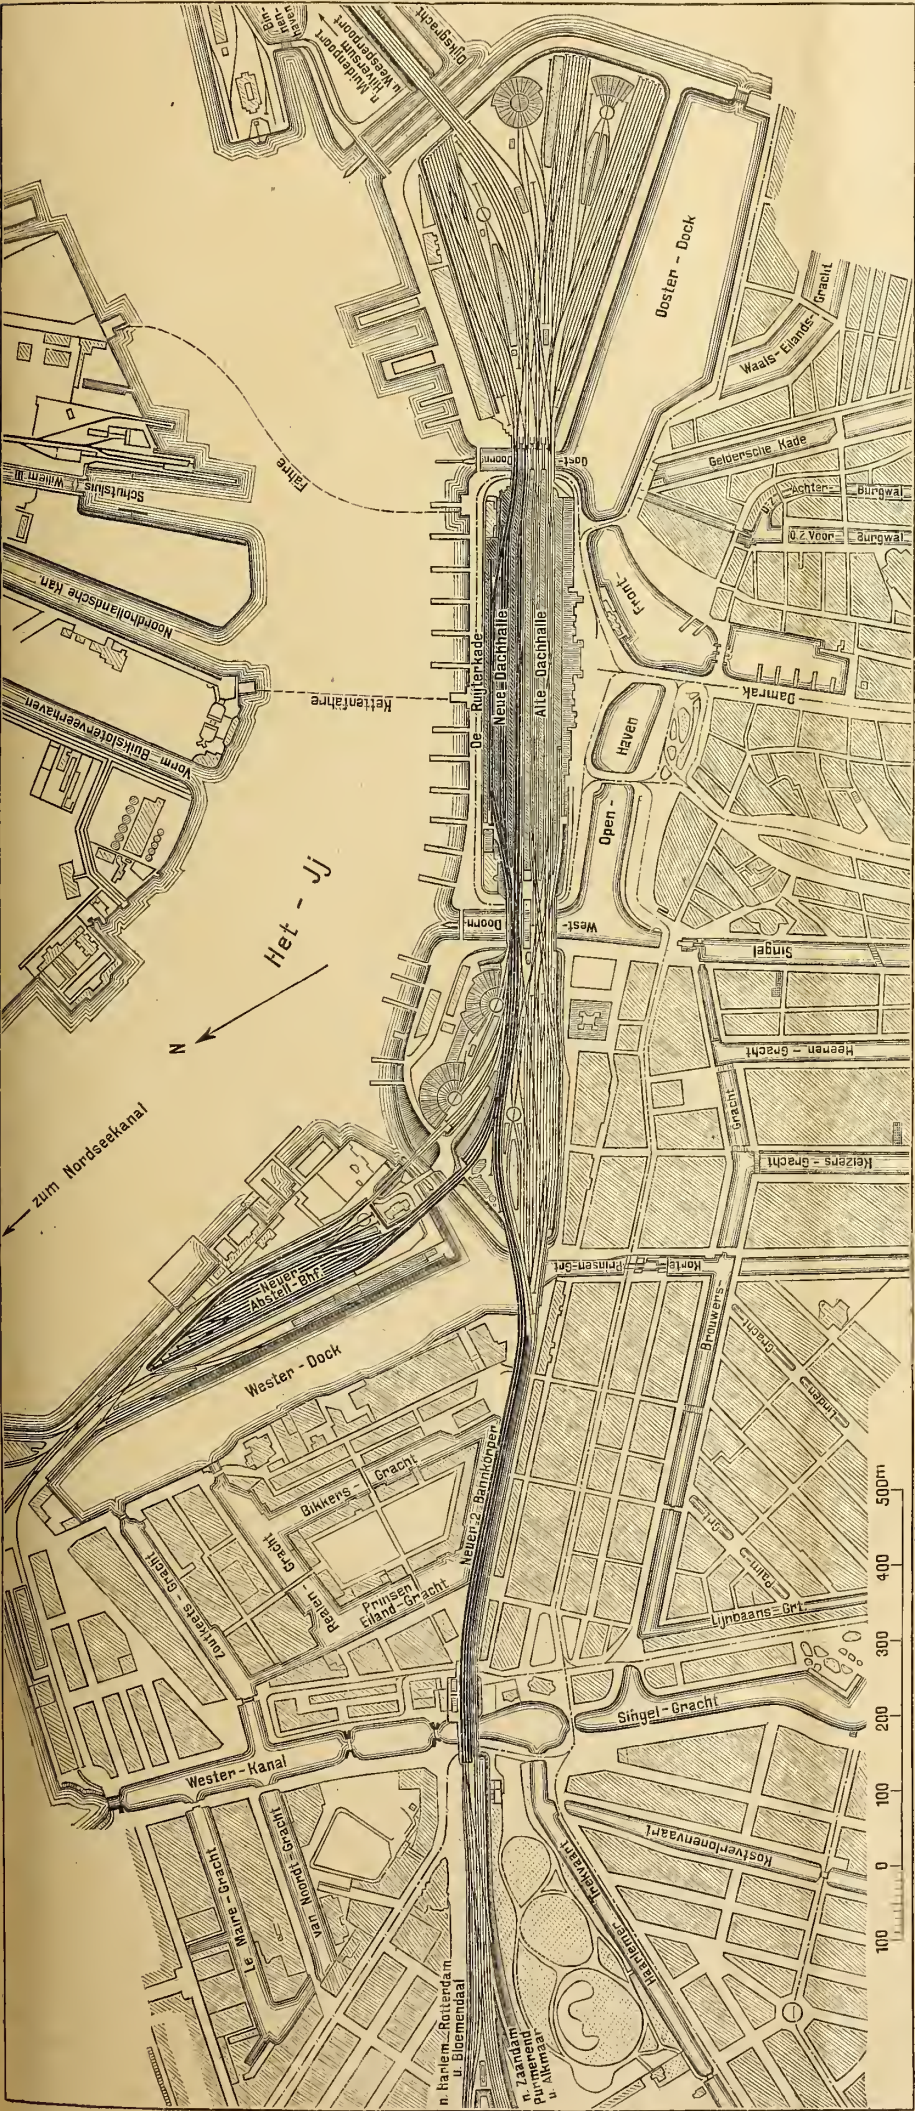 Bin-
nen-
haven
n. Muidenpoort
Hilversum
u. Weesperpoort
Dijksgracht
Ooster - Dock
Waals - Eilands-
Gracht
Geldersche Kade
O.Z.
Achter-
Burgwal
O.Z. Voor
Burgwal
Fähre
Schutsluis Willem III
Noordhollandsche Kan.
Vorm. Buiksloterveerhaven
Kettenfähre
Oost-
Doorn
De Ruijterkade
Neue Dachhalle
Alte Dachhalle
Front-
Damrak
Haven
Open -
West-
Doorn-
Het - Jj
N
zum Nordseekanal
Singel
Heeren - Gracht
Keizers - Gracht
Gracht
Brouwers-
Korte
Prinsen-Grt
Linden-
Gracht
Palm-
Grt.
Lijnbaans - Grt.
Neuer
Abstell-Bhf.
Wester - Dock
Bikkers - Gracht
Realen-
Gracht
Prinsen
Eiland-Gracht
Zoutkeets - Gracht
Neuer 2. Bahnkörper
Singel - Gracht
Wester - Kanal
Le Maire - Gracht
van Noordt - Gracht
Kostverlorenvaart
Haarlemer
Trekvaart
n. Harlem - Rotterdam
u. Bloemendaal
n. Zaandam
Purmerend
u. Alkmaar
100 0 100 200 300 400 500m